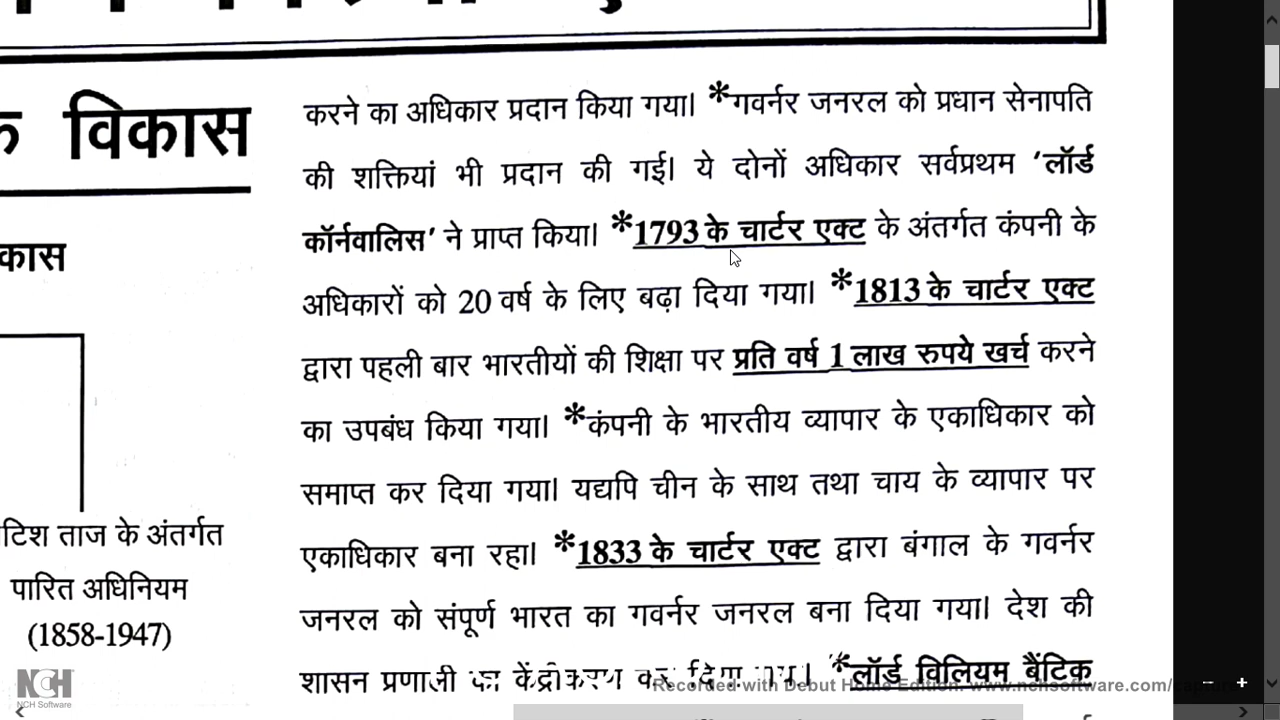 क विकास
कास
टिश ताज के अंतर्गत
पारित अधिनियम
(1858-1947)
करने का अधिकार प्रदान किया गया। *गवर्नर जनरल को प्रधान सेनापति
की शक्तियां भी प्रदान की गई। ये दोनों अधिकार सर्वप्रथम 'लॉर्ड
कॉर्नवालिस' ने प्राप्त किया। *1793 के चार्टर एक्ट के अंतर्गत कंपनी के
अधिकारों को 20 वर्ष के लिए बढ़ा दिया गया। *1813 के चार्टर एक्ट
द्वारा पहली बार भारतीयों की शिक्षा पर प्रति वर्ष 1 लाख रुपये खर्च करने
का उपबंध किया गया। *कंपनी के भारतीय व्यापार के एकाधिकार को
समाप्त कर दिया गया। यद्यपि चीन के साथ तथा चाय के व्यापार पर
एकाधिकार बना रहा। *1833 के चार्टर एक्ट द्वारा बंगाल के गवर्नर
जनरल को संपूर्ण भारत का गवर्नर जनरल बना दिया गया। देश की
शासन प्रणाली का केंद्रीकरण कर दिया गया। *लॉर्ड विलियम बैंटिक
NCH
NCH Software
Recorded with Debut Home Edition. www.nchsoftware.com/capture